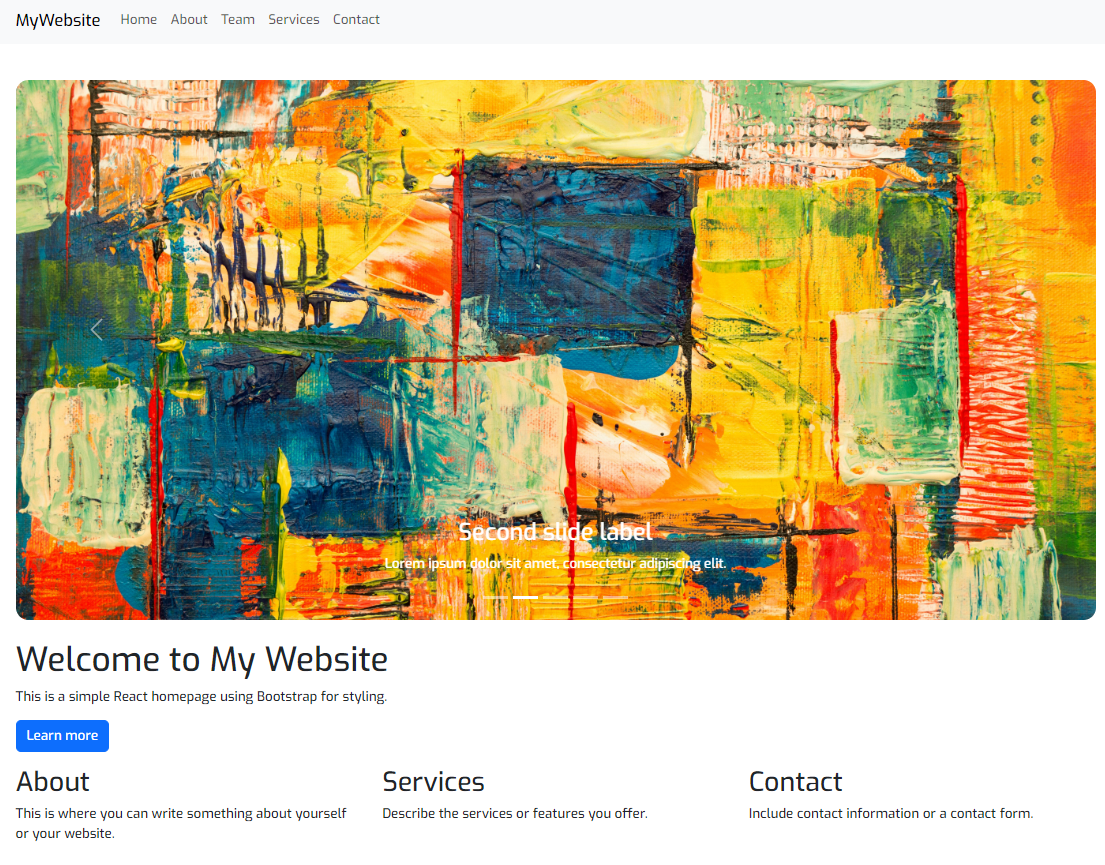 MyWebsite Home About Team Services Contact
Second slide label
Lorem ipsum dolor sit amet, consectetur adipiscing elit.
Welcome to My Website
This is a simple React homepage using Bootstrap for styling.
Learn more
About
This is where you can write something about yourself
or your website.
Services
Describe the services or features you offer.
Contact
Include contact information or a contact form.